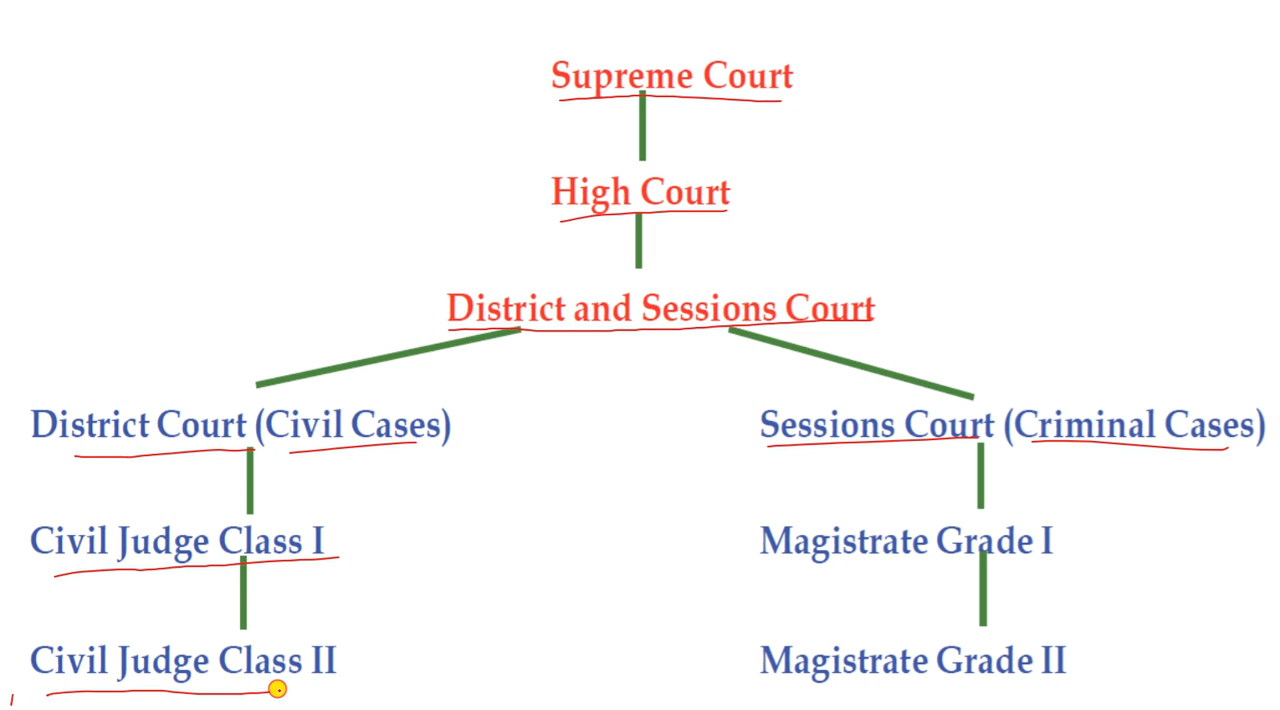 Supreme Court
High Court
District and Sessions Court
District Court (Civil Cases)
Sessions Court (Criminal Cases)
Civil Judge Class I
Magistrate Grade I
Civil Judge Class II
Magistrate Grade II